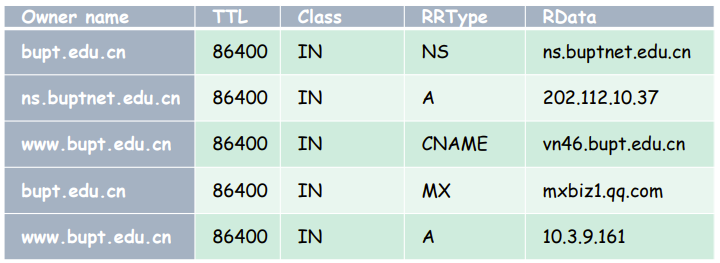 Owner name TTL Class RRType RData
bupt.edu.cn 86400 IN NS ns.buptnet.edu.cn
ns.buptnet.edu.cn 86400 IN A 202.112.10.37
www.bupt.edu.cn 86400 IN CNAME vn46.bupt.edu.cn
bupt.edu.cn 86400 IN MX mxbiz1.qq.com
www.bupt.edu.cn 86400 IN A 10.3.9.161